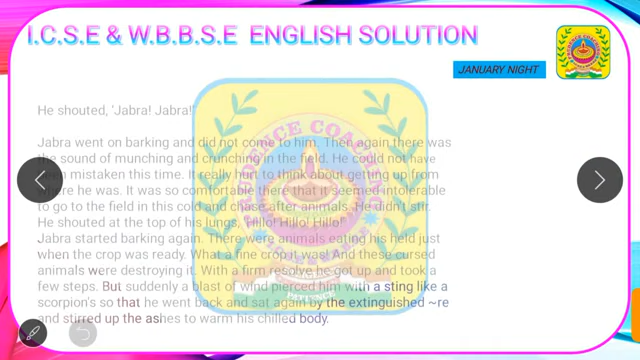 I.C.S.E & W.B.B.S.E ENGLISH SOLUTION
JANUARY NIGHT
He shouted, 'Jabra! Jabra!'
Jabra went on barking and did not come to him. Then again there was
the sound of munching and crunching in the field. He could not have
been mistaken this time. It really hurt to think about getting up from
where he was. It was so comfortable there that it seemed intolerable
to go to the field in this cold and chase after animals. He didn't stir.
He shouted at the top of his lungs, 'Hillo! Hillo! Hillo!'
Jabra started barking again. There were animals eating his field just
when the crop was ready. What a fine crop it was! And these cursed
animals were destroying it. With a firm resolve he got up and took a
few steps. But suddenly a blast of wind pierced him with a sting like a
scorpion's so that he went back and sat again by the extinguished ~re
and stirred up the ashes to warm his chilled body.